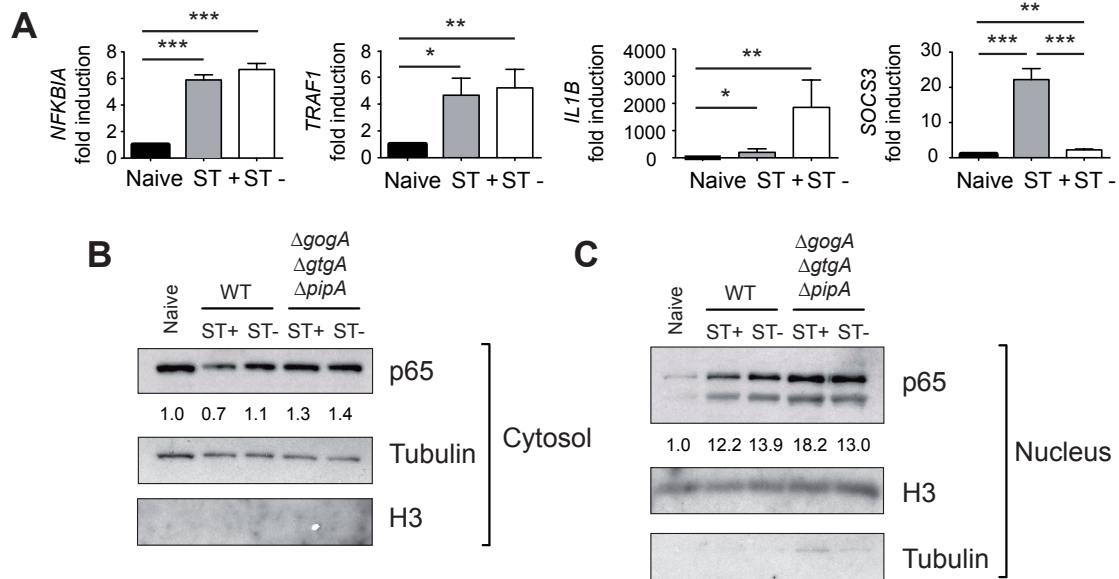 A
NFKBIA
fold induction
8
6
4
2
0
***
***
Naive ST + ST -
TRAF1
fold induction
8
6
4
2
0
**
*
Naive ST + ST -
IL1B
fold induction
4000
3000
2000
1000
0
**
*
Naive ST + ST -
SOCS3
fold induction
30
20
10
0
**
*** ***
Naive ST + ST -
B
Naive
WT
ΔgogA
ΔgtgA
ΔpipA
ST+ ST- ST+ ST-
p65
1.0 0.7 1.1 1.3 1.4
Tubulin
H3
Cytosol
C
Naive
WT
ΔgogA
ΔgtgA
ΔpipA
ST+ ST- ST+ ST-
p65
1.0 12.2 13.9 18.2 13.0
H3
Tubulin
Nucleus